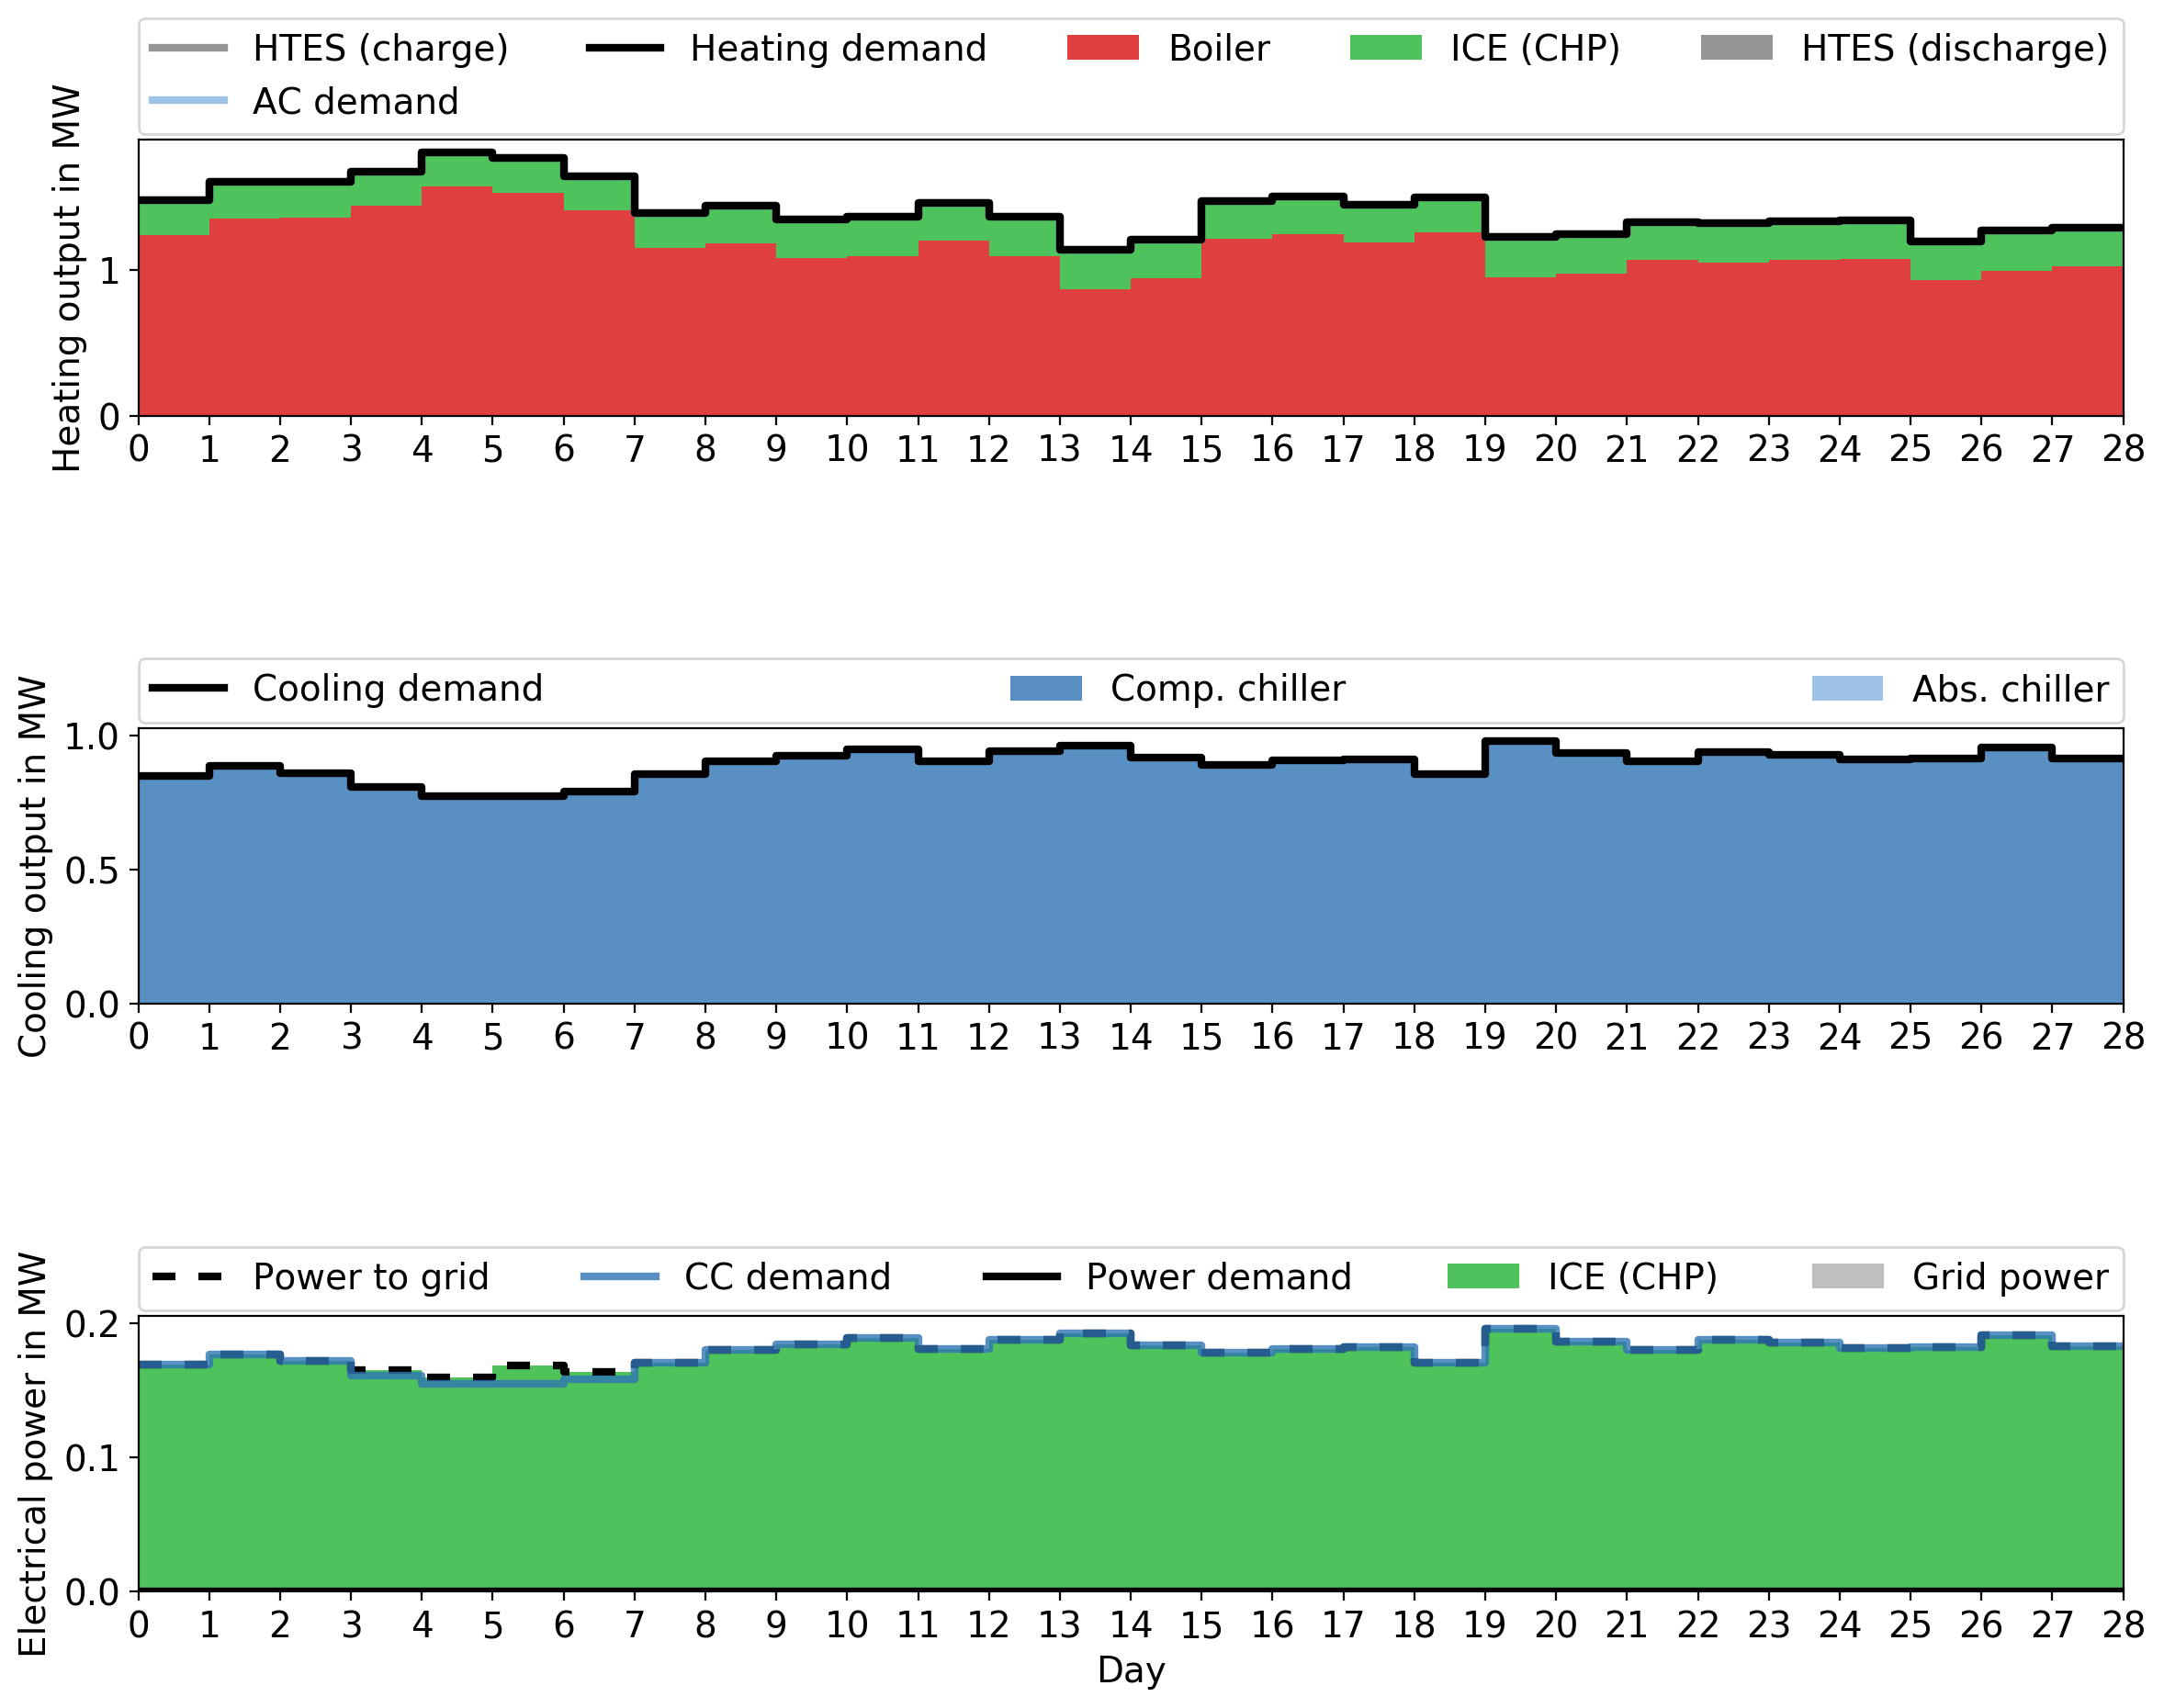 HTES (charge) Heating demand Boiler ICE (CHP) HTES (discharge)
AC demand
Heating output in MW
1
0
0 1 2 3 4 5 6 7 8 9 10 11 12 13 14 15 16 17 18 19 20 21 22 23 24 25 26 27 28
Cooling demand Comp. chiller Abs. chiller
Cooling output in MW
1.0
0.5
0.0
0 1 2 3 4 5 6 7 8 9 10 11 12 13 14 15 16 17 18 19 20 21 22 23 24 25 26 27 28
Power to grid CC demand Power demand ICE (CHP) Grid power
Electrical power in MW
0.2
0.1
0.0
0 1 2 3 4 5 6 7 8 9 10 11 12 13 14 15 16 17 18 19 20 21 22 23 24 25 26 27 28
Day